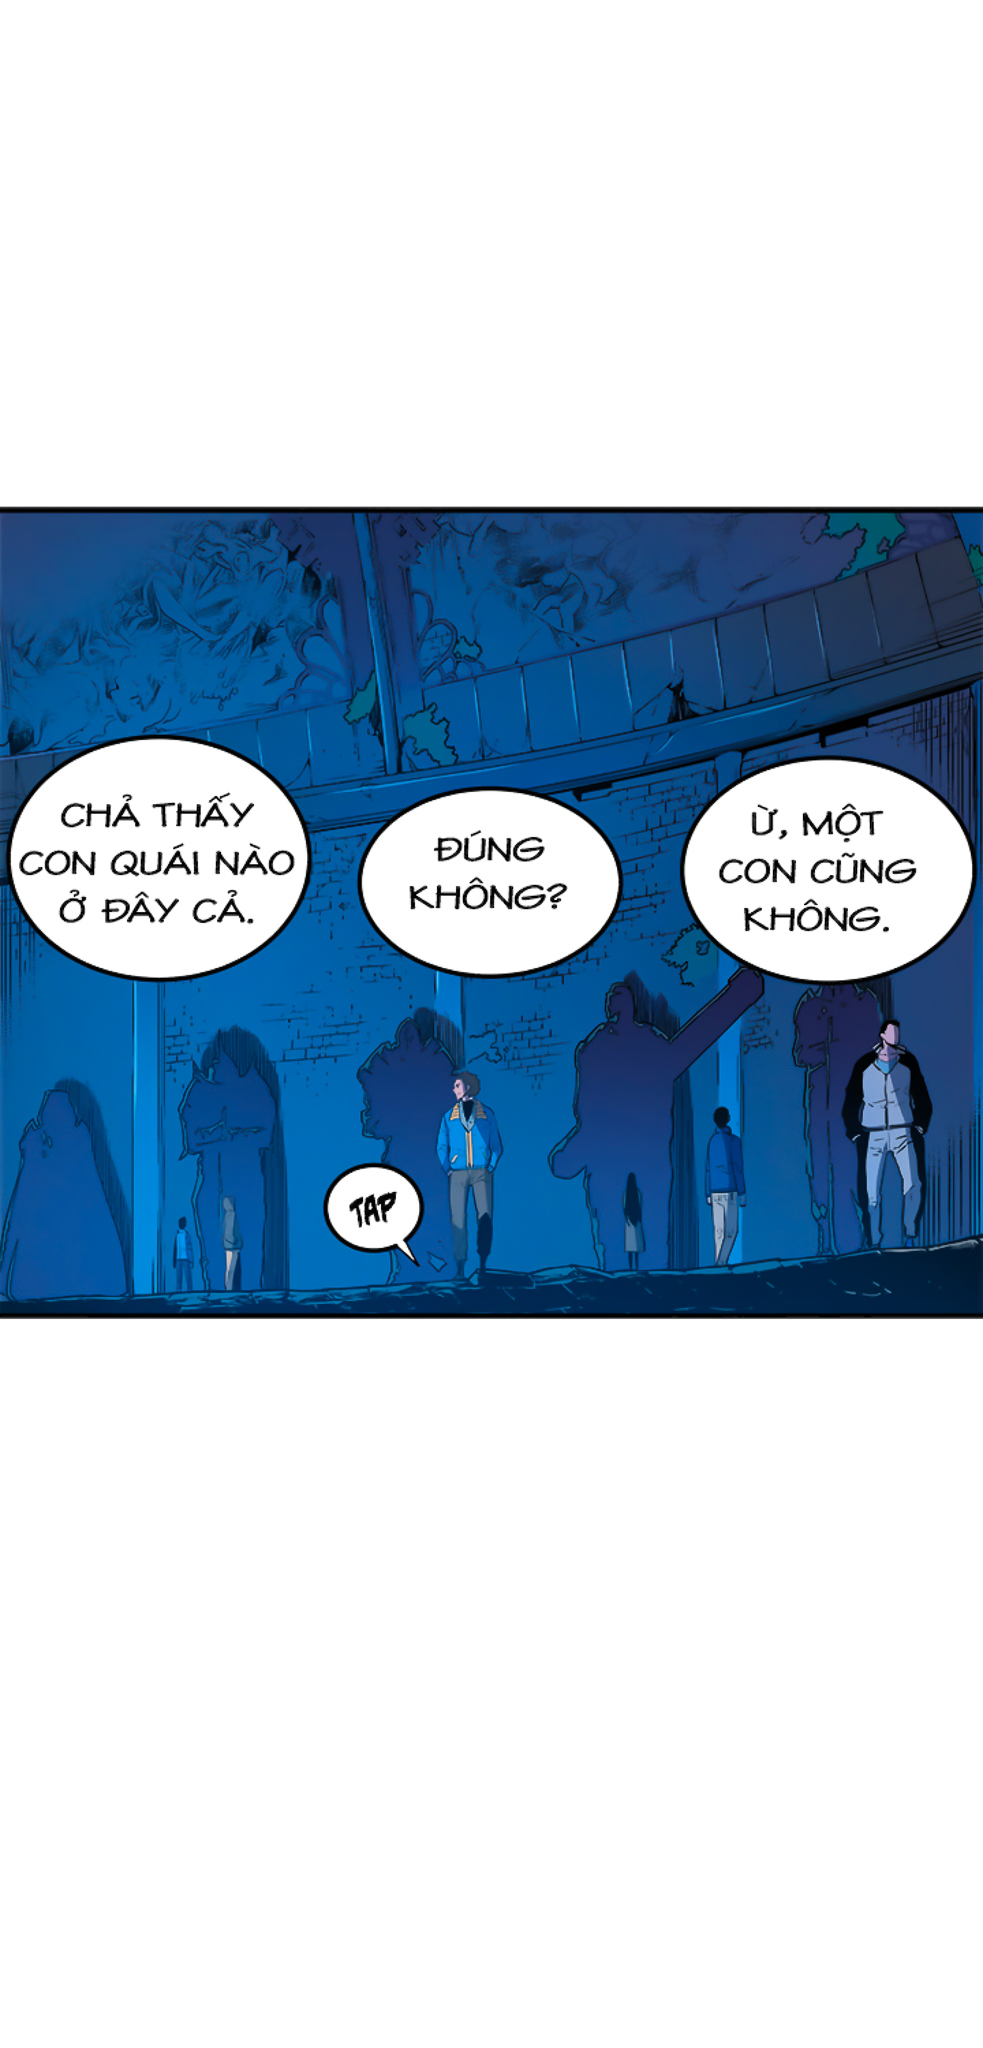 CHẢ THẤY
CON QUÁI NÀO
Ở ĐÂY CẢ.
ĐÚNG
KHÔNG?
Ừ, MỘT
CON CŨNG
KHÔNG.
TAP